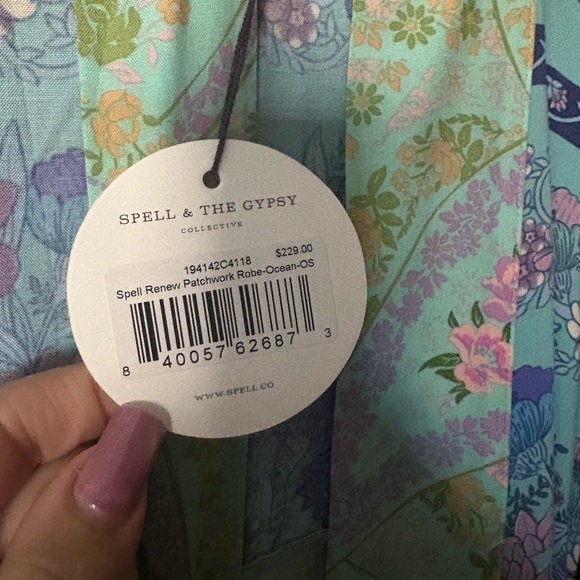 SPELL & THE GYPSY
COLLECTIVE
194142C4118 $229.00
Spell Renew Patchwork Robe-Ocean-OS
8 40057 62687 3
WWW.SPELL.CO